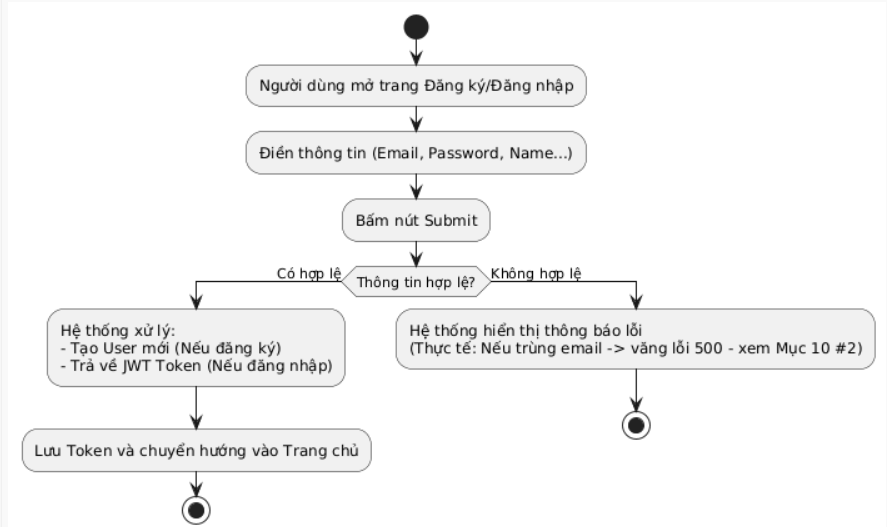 Người dùng mở trang Đăng ký/Đăng nhập
Điền thông tin (Email, Password, Name...)
Bấm nút Submit
Có hợp lệ
Thông tin hợp lệ?
Không hợp lệ
Hệ thống xử lý:
- Tạo User mới (Nếu đăng ký)
- Trả về JWT Token (Nếu đăng nhập)
Hệ thống hiển thị thông báo lỗi
(Thực tế: Nếu trùng email -> văng lỗi 500 - xem Mục 10 #2)
Lưu Token và chuyển hướng vào Trang chủ